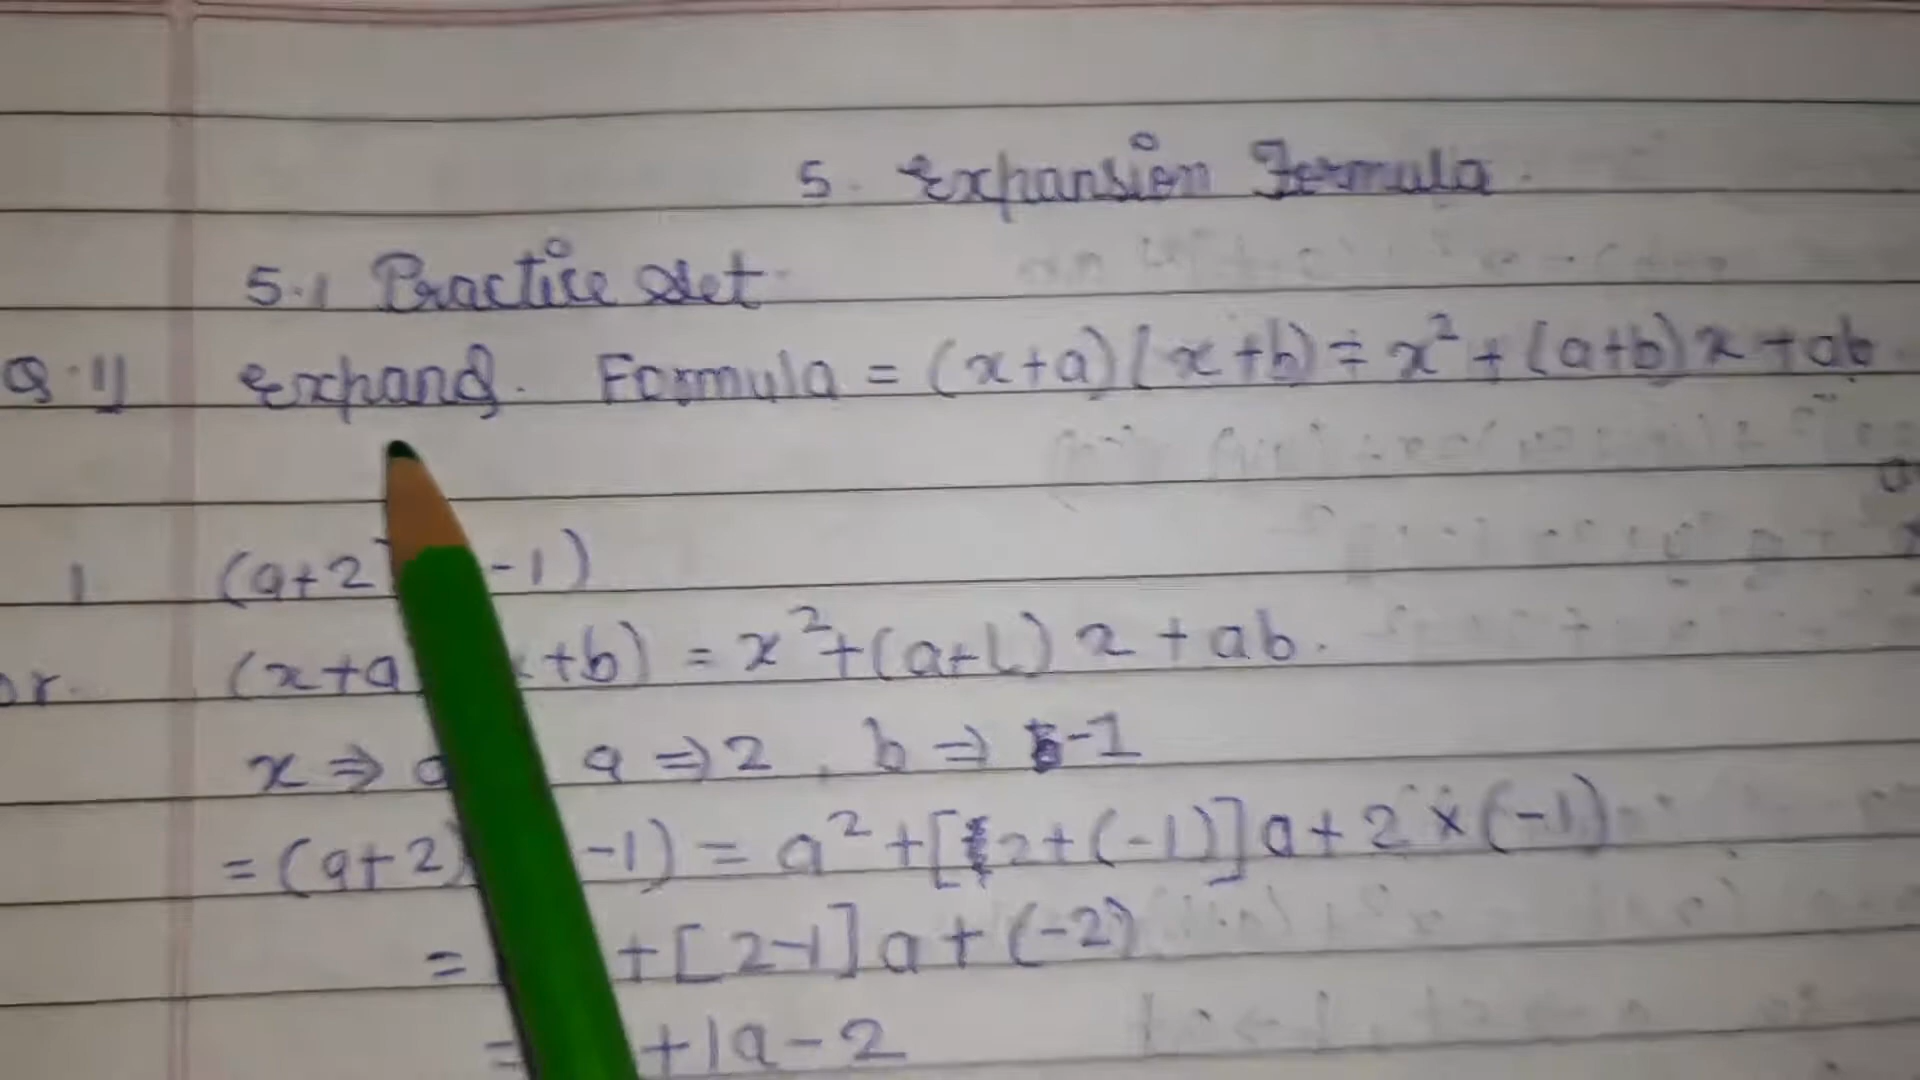 5. Expansion Formula.
5.1 Practice Set
Q.1] Expand. Formula = (x+a)(x+b) = x² + (a+b)x + ab
1 (a+2) -1)
or. (x+a +b) = x² + (a+b) x + ab.
x ⇒ a a ⇒ 2, b ⇒ -1
= (a+2) -1) = a² + [2+(-1)]a + 2 × (-1)
= + [2-1]a + (-2)
= +1a - 2